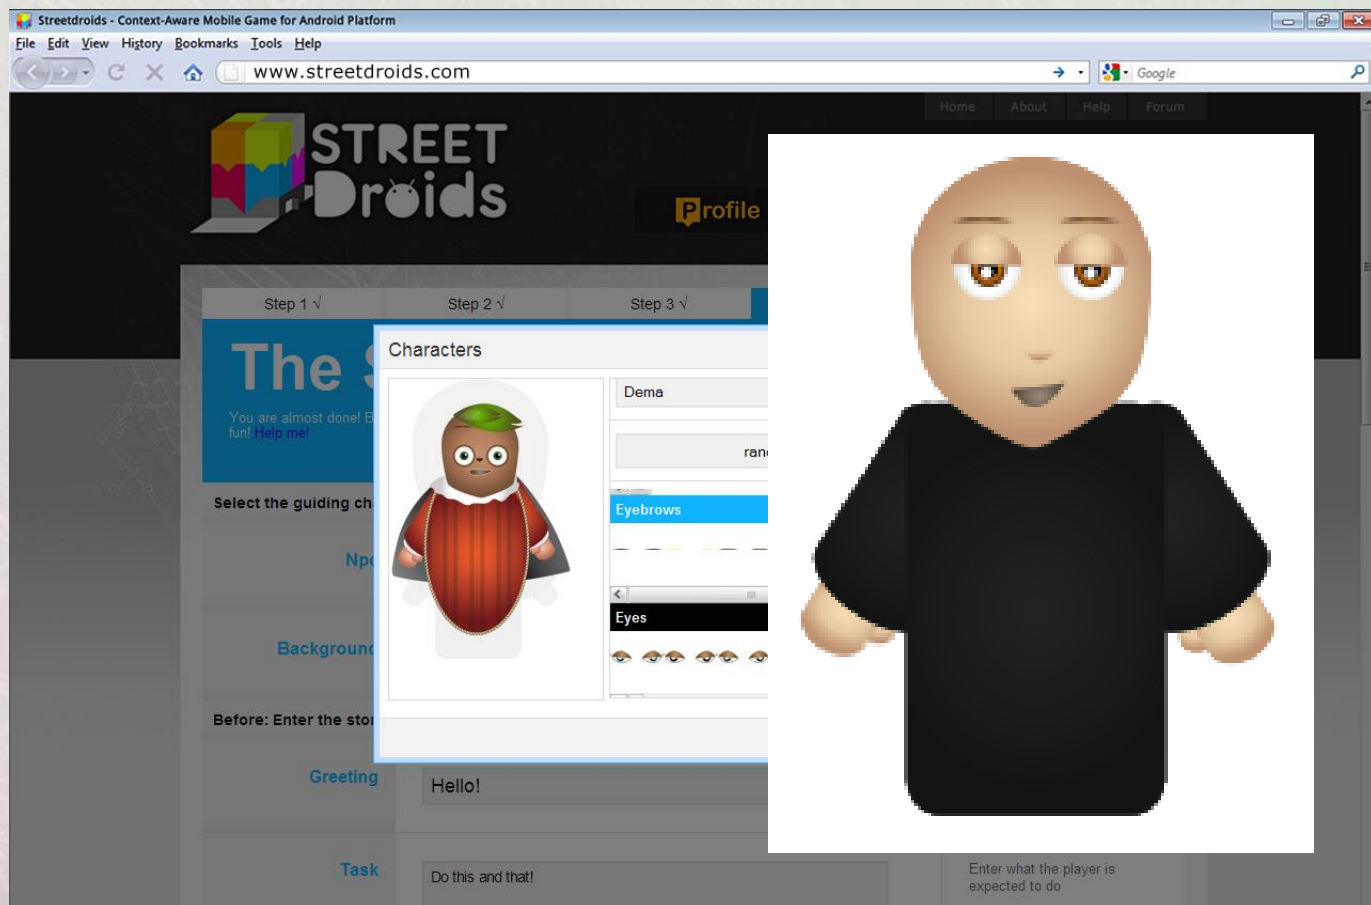 Streetdroids - Context-Aware Mobile Game for Android Platform
File Edit View History Bookmarks Tools Help
www.streetdroids.com
Google
Home About Help Forum
STREET
Droids
Profile
Step 1 √ Step 2 √ Step 3 √
The
You are almost done!
fun! Help me!
Characters
Dema
Eyebrows
Eyes
Select the guiding
Background
Before: Enter the
Greeting
Hello!
Task
Do this and that!
Enter what the player is
expected to do